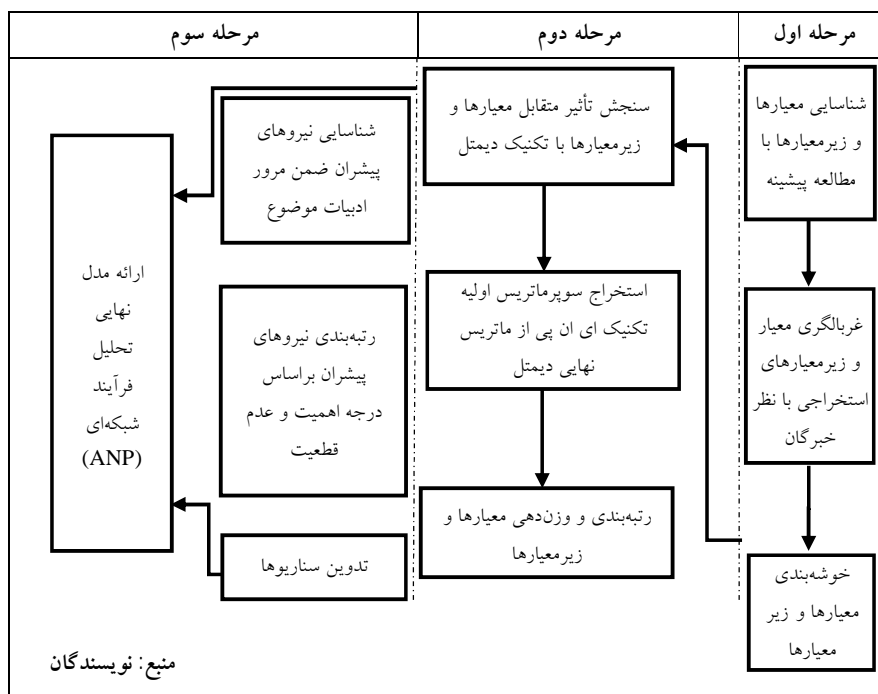 مرحله اول
مرحله دوم
مرحله سوم
شناسایی معیارها
و زیرمعیارها با
مطالعه پیشینه
غربالگری معیار
و زیرمعیارهای
استخراجی با نظر
خبرگان
خوشه‌بندی
معیارها و زیر
معیارها
سنجش تأثیر متقابل معیارها و
زیرمعیارها با تکنیک دیمتل
استخراج سوپرماتریس اولیه
تکنیک ای ان پی از ماتریس
نهایی دیمتل
رتبه‌بندی و وزن‌دهی معیارها و
زیرمعیارها
شناسایی نیروهای
پیشران ضمن مرور
ادبیات موضوع
رتبه‌بندی نیروهای
پیشران براساس
درجه اهمیت و عدم
قطعیت
تدوین سناریوها
ارائه مدل
نهایی
تحلیل
فرآیند
شبکه‌ای
(ANP)
منبع: نویسندگان